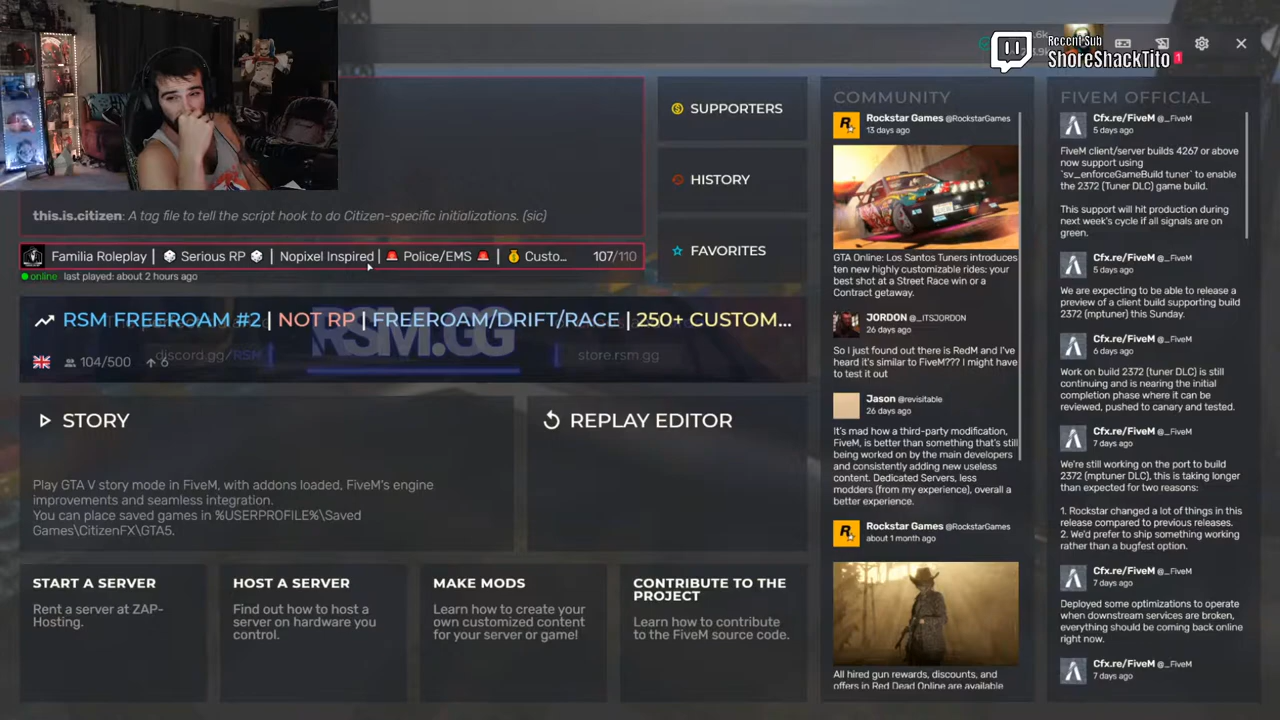 Recent Sub
ShoreShackTito
1
this.is.citizen: A tag file to tell the script hook to do Citizen-specific initializations. (sic)
Familia Roleplay | 🎲 Serious RP 🎲 | Nopixel Inspired | 🚨 Police/EMS 🚨 | 💰 Custo... 107/110
online last played: about 2 hours ago
RSM FREEROAM #2 | NOT RP | FREEROAM/DRIFT/RACE | 250+ CUSTOM...
RSM.GG
discord.gg/RSM
store.rsm.gg
104/500
6
STORY
Play GTA V story mode in FiveM, with addons loaded, FiveM's engine
improvements and seamless integration.
You can place saved games in %USERPROFILE%\Saved
Games\CitizenFX\GTA5.
REPLAY EDITOR
START A SERVER
Rent a server at ZAP-
Hosting.
HOST A SERVER
Find out how to host a
server on hardware you
control.
MAKE MODS
Learn how to create your
own customized content
for your server or game!
CONTRIBUTE TO THE
PROJECT
Learn how to contribute
to the FiveM source code.
SUPPORTERS
HISTORY
FAVORITES
COMMUNITY
Rockstar Games @RockstarGames
13 days ago
GTA Online: Los Santos Tuners introduces
ten new highly customizable rides: your
best shot at a Street Race win or a
Contract getaway.
JORDON @_ITSJORDON
26 days ago
So I just found out there is RedM and I've
heard it's similar to FiveM??? I might have
to test it out
Jason @revisitable
26 days ago
It's mad how a third-party modification,
FiveM, is better than something that's still
being worked on by the main developers
and consistently adding new useless
content. Dedicated Servers, less
modders (from my experience), overall a
better experience.
Rockstar Games @RockstarGames
about 1 month ago
All hired gun rewards, discounts, and
offers in Red Dead Online are available
FIVEM OFFICIAL
Cfx.re/FiveM @_FiveM
5 days ago
FiveM client/server builds 4267 or above
now support using
`sv_enforceGameBuild tuner` to enable
the 2372 (Tuner DLC) game build.
This support will hit production during
next week's cycle if all signals are on
green.
Cfx.re/FiveM @_FiveM
5 days ago
We are expecting to be able to release a
preview of a client build supporting build
2372 (mptuner) this Sunday.
Cfx.re/FiveM @_FiveM
6 days ago
Work on build 2372 (tuner DLC) is still
continuing and is nearing the initial
completion phase where it can be
reviewed, pushed to canary and tested.
Cfx.re/FiveM @_FiveM
7 days ago
We're still working on the port to build
2372 (mptuner DLC), this is taking longer
than expected for two reasons:
1. Rockstar changed a lot of things in this
release compared to previous releases.
2. We'd prefer to ship something working
rather than a bugfest option.
Cfx.re/FiveM @_FiveM
7 days ago
Deployed some optimizations to operate
when downstream services are broken,
everything should be coming back online
right now.
Cfx.re/FiveM @_FiveM
7 days ago